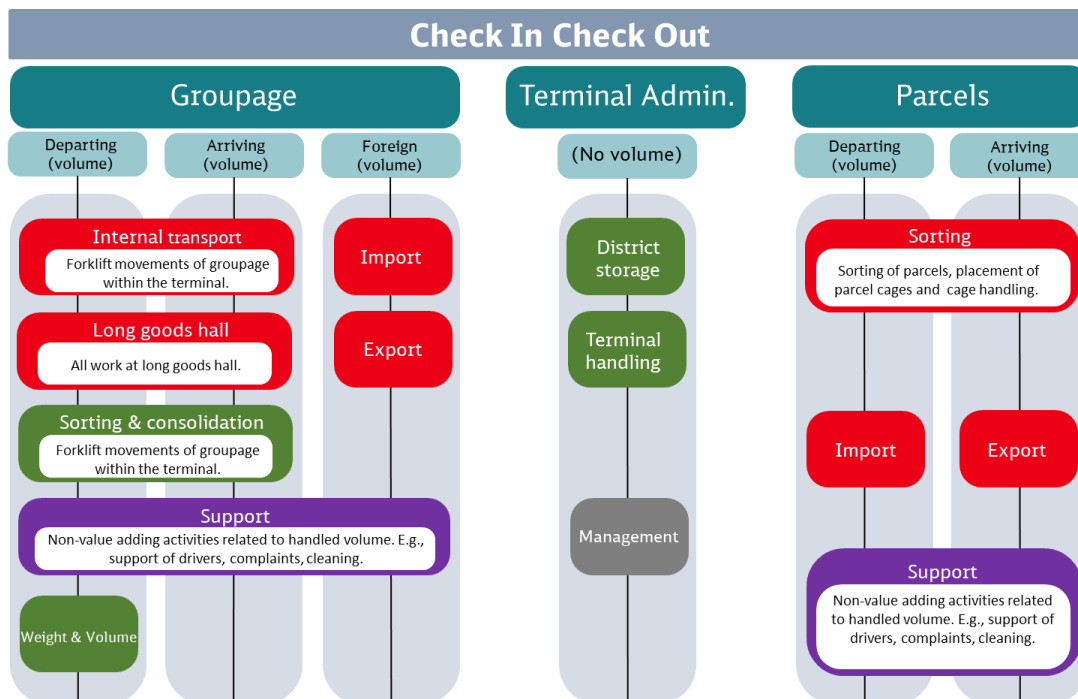 Check In Check Out
Groupage
Terminal Admin.
Parcels
Departing
(volume)
Arriving
(volume)
Foreign
(volume)
(No volume)
Departing
(volume)
Arriving
(volume)
Internal transport
Forklift movements of groupage
within the terminal.
Import
District
storage
Sorting
Sorting of parcels, placement of
parcel cages and cage handling.
Long goods hall
All work at long goods hall.
Export
Terminal
handling
Sorting & consolidation
Forklift movements of groupage
within the terminal.
Import
Export
Support
Non-value adding activities related to handled volume. E.g.,
support of drivers, complaints, cleaning.
Management
Support
Non-value adding activities related
to handled volume. E.g., support of
drivers, complaints, cleaning.
Weight & Volume